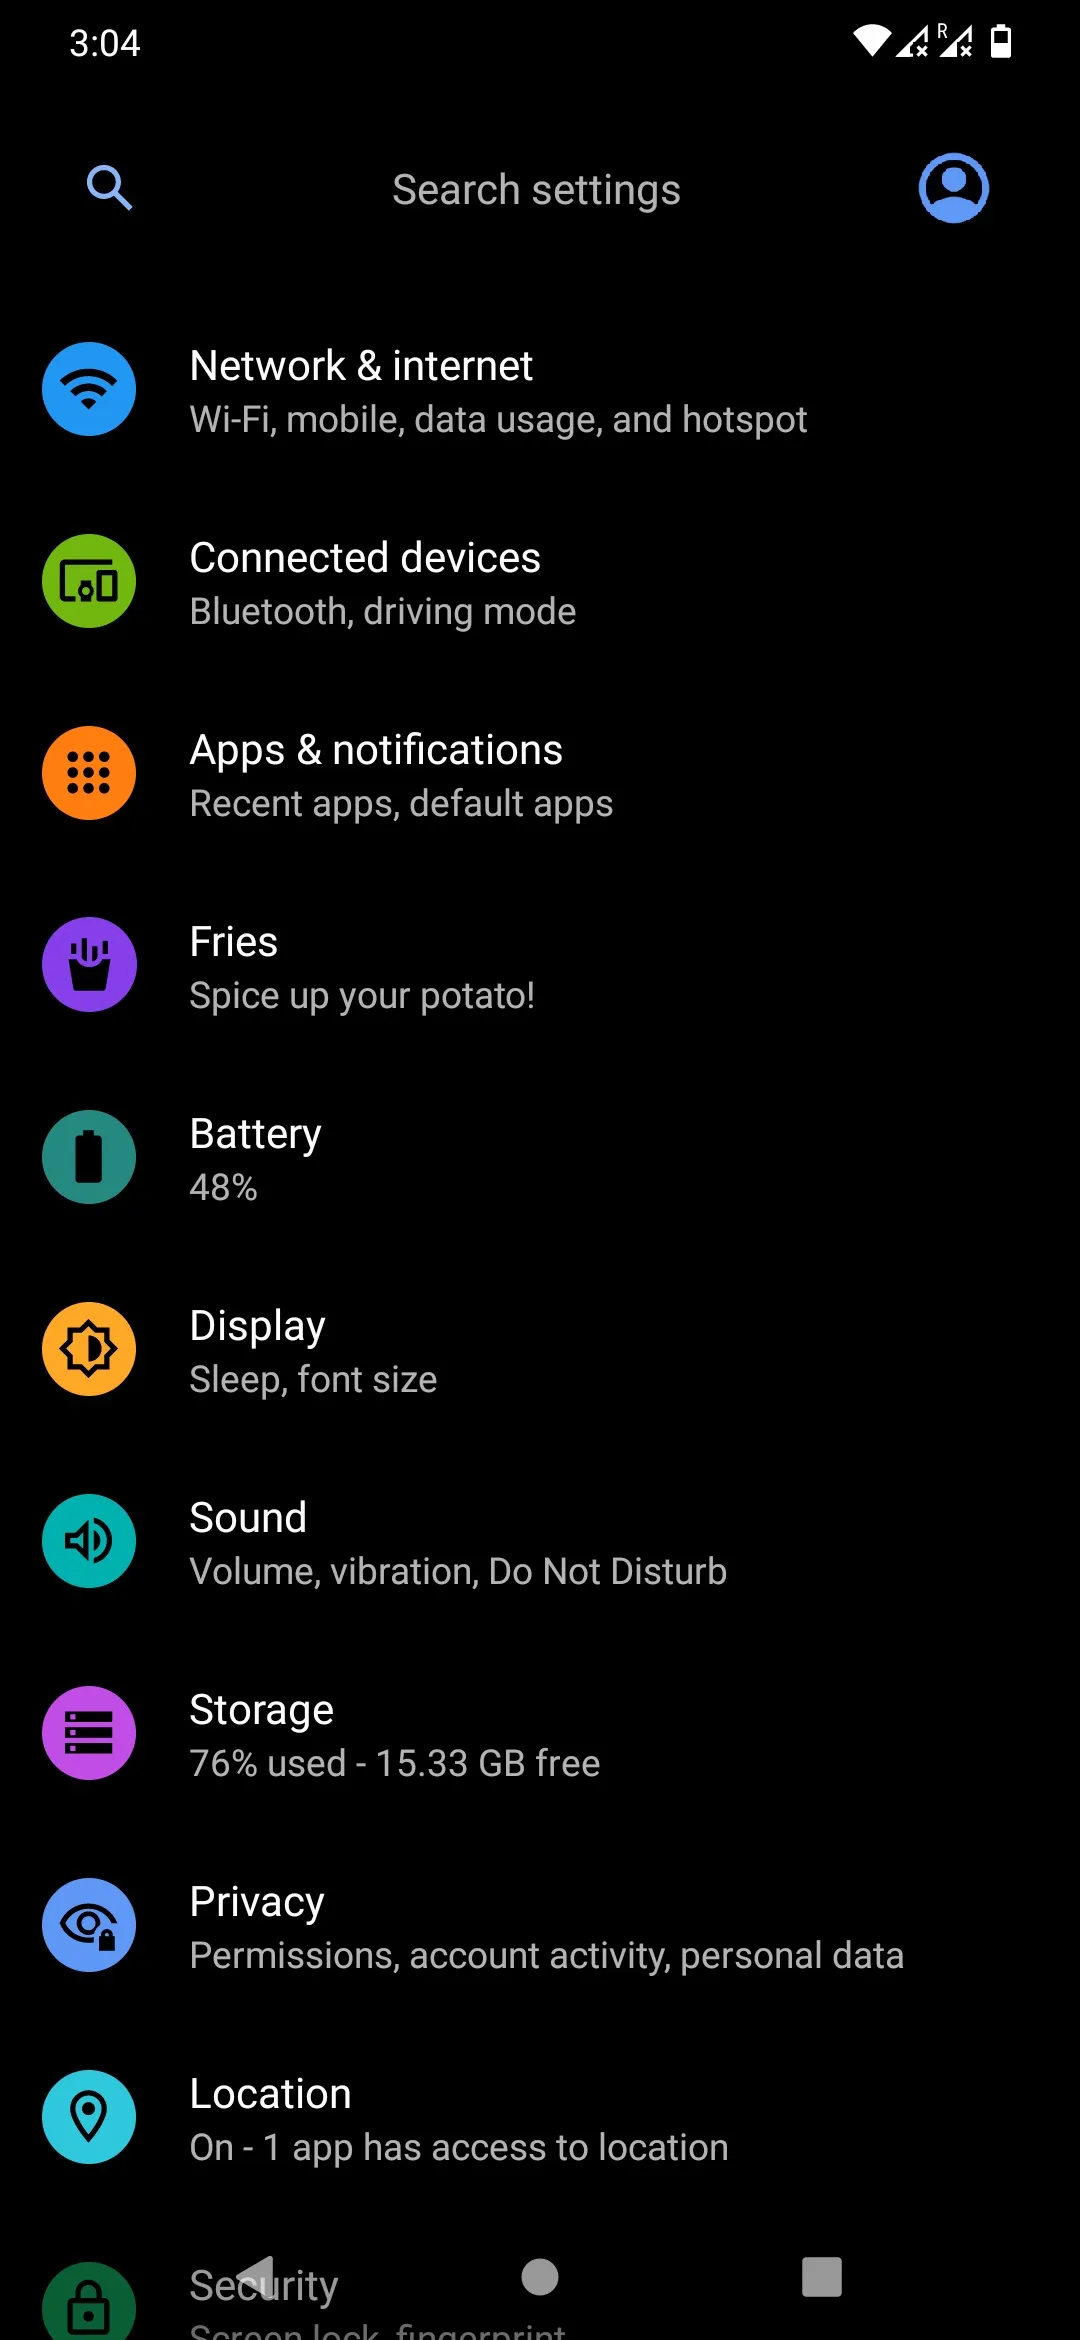 3:04
R
Search settings
Network & internet
Wi-Fi, mobile, data usage, and hotspot
Connected devices
Bluetooth, driving mode
Apps & notifications
Recent apps, default apps
Fries
Spice up your potato!
Battery
48%
Display
Sleep, font size
Sound
Volume, vibration, Do Not Disturb
Storage
76% used - 15.33 GB free
Privacy
Permissions, account activity, personal data
Location
On - 1 app has access to location
Security
Screen lock, fingerprint